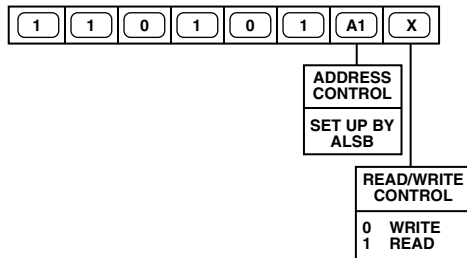 1 1 0 1 0 1 A1 X
ADDRESS
CONTROL
SET UP BY
ALSB
READ/WRITE
CONTROL
0 WRITE
1 READ